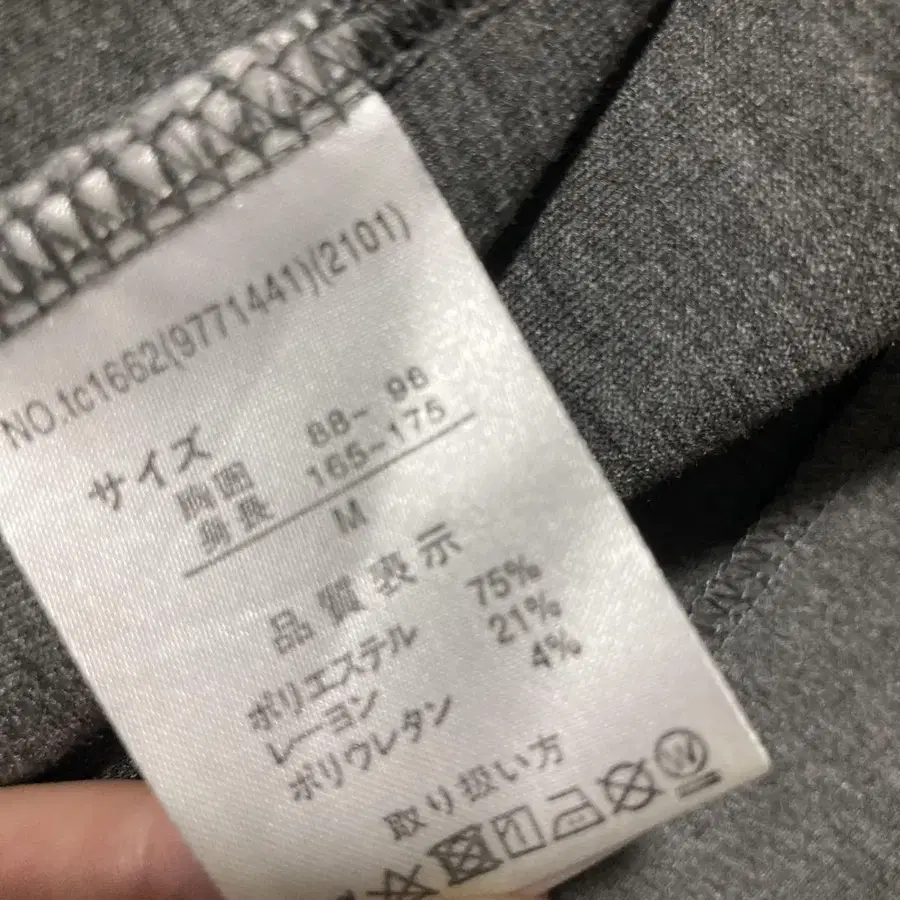 NO.tc1662(9771441)(2101)
サイズ
胸囲 88- 96
身長 165-175
M
品質表示
ポリエステル 75%
レーヨン 21%
ポリウレタン 4%
取り扱い方
W